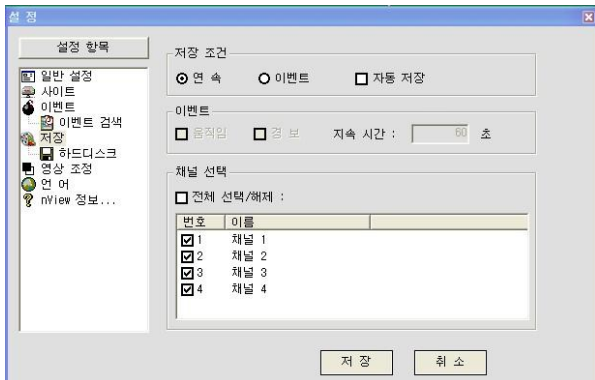 설 정
설정 항목
일반 설정
사이트
이벤트
이벤트 검색
저장
하드디스크
영상 조정
언 어
nView 정보...
저장 조건
연 속
이벤트
자동 저장
이벤트
움직임
경 보
지속 시간 :
60
초
채널 선택
전체 선택/해제 :
번호 이름
1 채널 1
2 채널 2
3 채널 3
4 채널 4
저 장
취 소